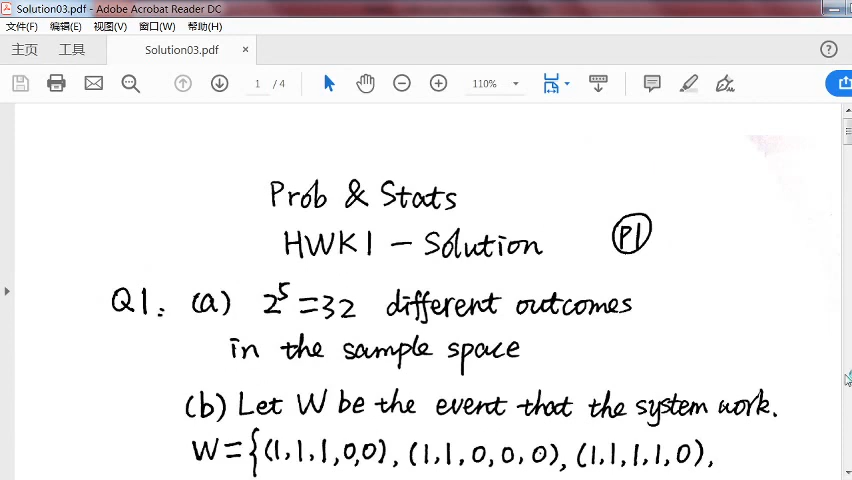 Solution03.pdf - Adobe Acrobat Reader DC
文件(F) 编辑(E) 视图(V) 窗口(W) 帮助(H)
主页 工具 Solution03.pdf ×
1 / 4 110%
Prob & Stats
HWK1 - Solution P1
Q1: (a) 2^5 = 32 different outcomes
in the sample space
(b) Let W be the event that the system work.
W = {(1,1,1,0,0), (1,1,0,0,0), (1,1,1,1,0),